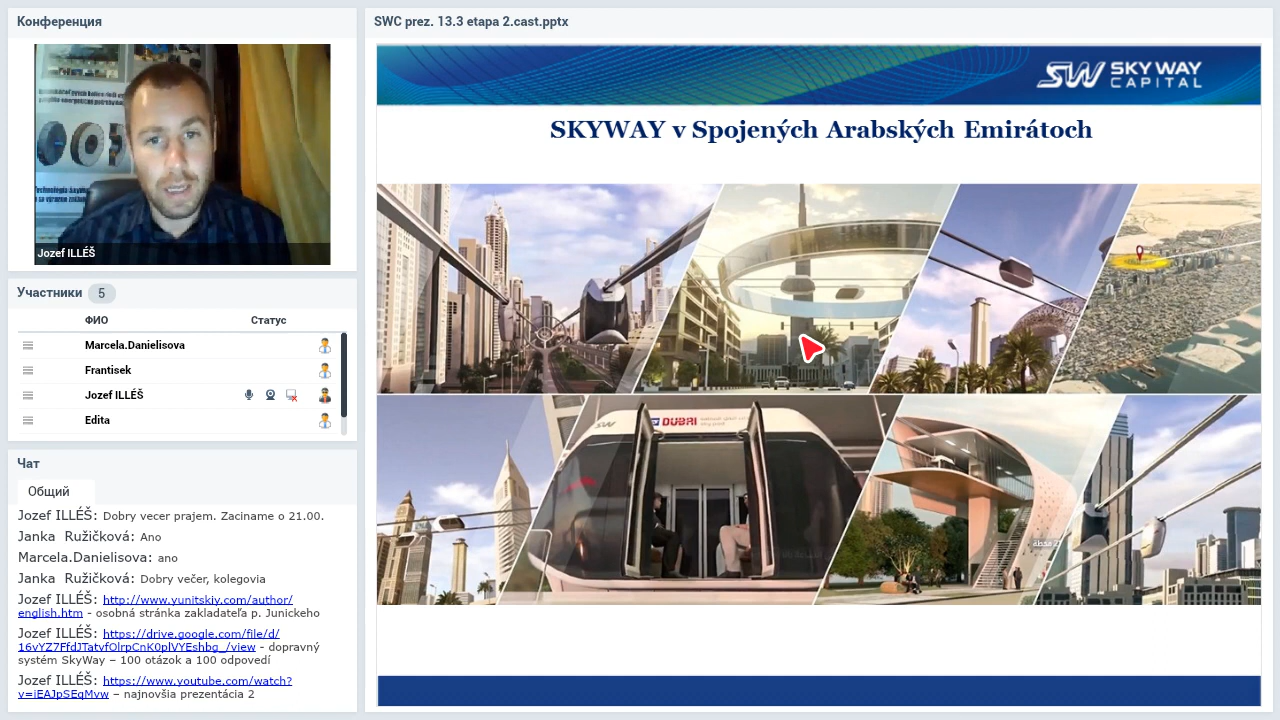 Конференция
Jozef ILLÉŠ
Участники 5
ФИО Статус
Marcela.Danielisova
Frantisek
Jozef ILLÉŠ
Edita
Чат
Общий
Jozef ILLÉŠ: Dobry vecer prajem. Zaciname o 21.00.
Janka Ružičková: Ano
Marcela.Danielisova: ano
Janka Ružičková: Dobry večer, kolegovia
Jozef ILLÉŠ: http://www.yunitskiy.com/author/
english.htm - osobná stránka zakladateľa p. Junickeho
Jozef ILLÉŠ: https://drive.google.com/file/d/
16vYZ7FfdJTatvfOlrpCnK0plVYEshbg_/view - dopravný
systém SkyWay – 100 otázok a 100 odpovedí
Jozef ILLÉŠ: https://www.youtube.com/watch?
v=iEAJpSEqMvw – najnovšia prezentácia 2
SWC prez. 13.3 etapa 2.cast.pptx
SW SKY WAY
CAPITAL
SKYWAY v Spojených Arabských Emirátoch
SW
DUBAI